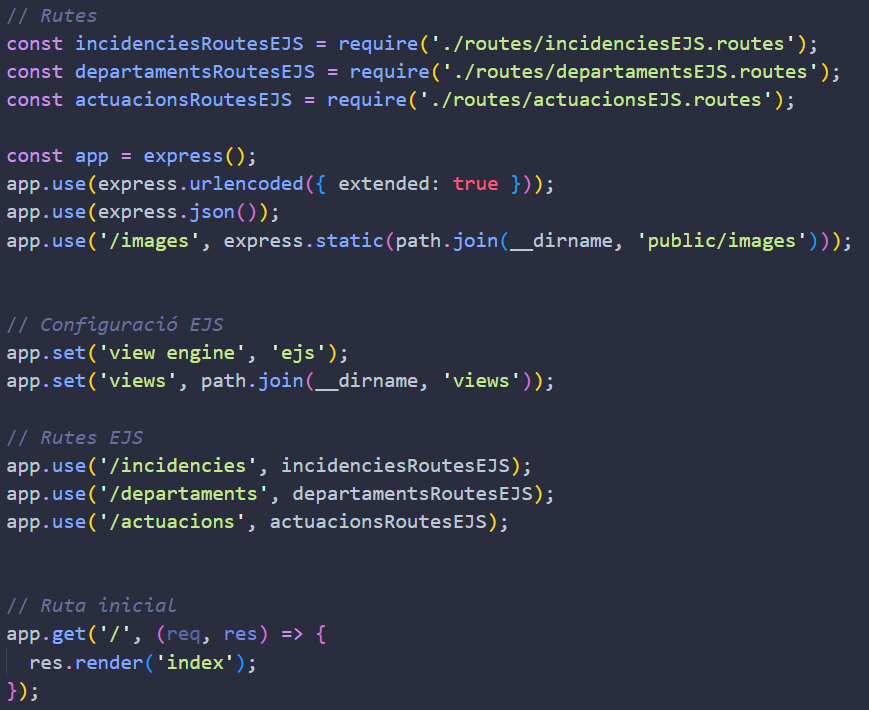 // Rutes
const incidenciesRoutesEJS = require('./routes/incidenciesEJS.routes');
const departamentsRoutesEJS = require('./routes/departamentsEJS.routes');
const actuacionsRoutesEJS = require('./routes/actuacionsEJS.routes');
const app = express();
app.use(express.urlencoded({ extended: true }));
app.use(express.json());
app.use('/images', express.static(path.join(__dirname, 'public/images')));
// Configuració EJS
app.set('view engine', 'ejs');
app.set('views', path.join(__dirname, 'views'));
// Rutes EJS
app.use('/incidencies', incidenciesRoutesEJS);
app.use('/departaments', departamentsRoutesEJS);
app.use('/actuacions', actuacionsRoutesEJS);
// Ruta inicial
app.get('/', (req, res) => {
  res.render('index');
});